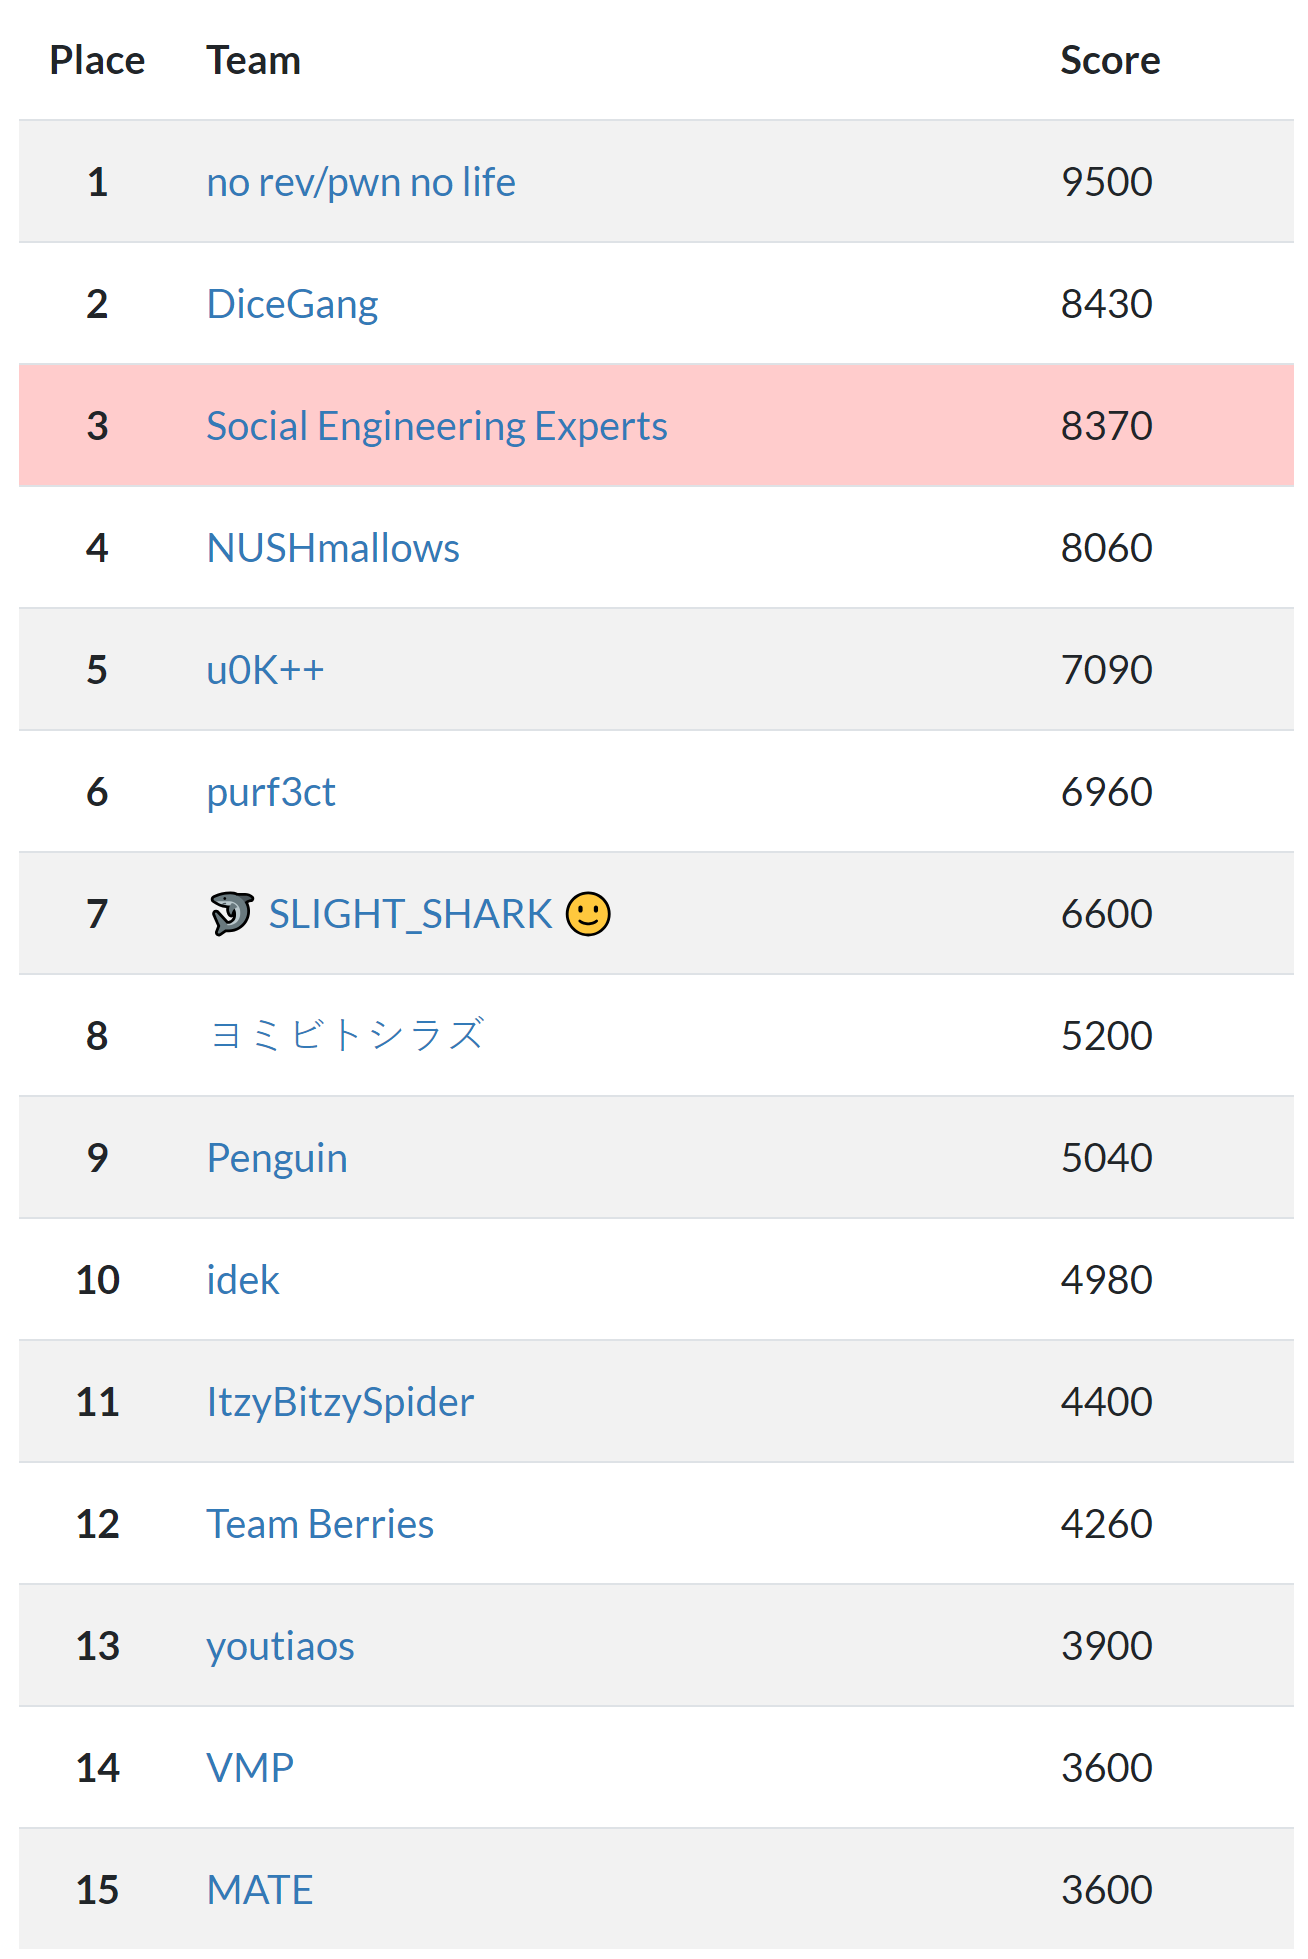 Place Team Score
1 no rev/pwn no life 9500
2 DiceGang 8430
3 Social Engineering Experts 8370
4 NUSHmallows 8060
5 u0K++ 7090
6 purf3ct 6960
7 🦈 SLIGHT_SHARK 🙂 6600
8 ヨミビトシラズ 5200
9 Penguin 5040
10 idek 4980
11 ItzyBitzySpider 4400
12 Team Berries 4260
13 youtiaos 3900
14 VMP 3600
15 MATE 3600